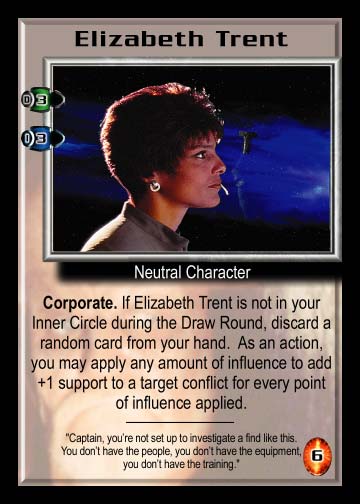 Elizabeth Trent
0 3
0 3
Neutral Character
Corporate. If Elizabeth Trent is not in your
Inner Circle during the Draw Round, discard a
random card from your hand. As an action,
you may apply any amount of influence to add
+1 support to a target conflict for every point
of influence applied.
"Captain, you're not set up to investigate a find like this.
You don't have the people, you don't have the equipment,
you don't have the training."
6